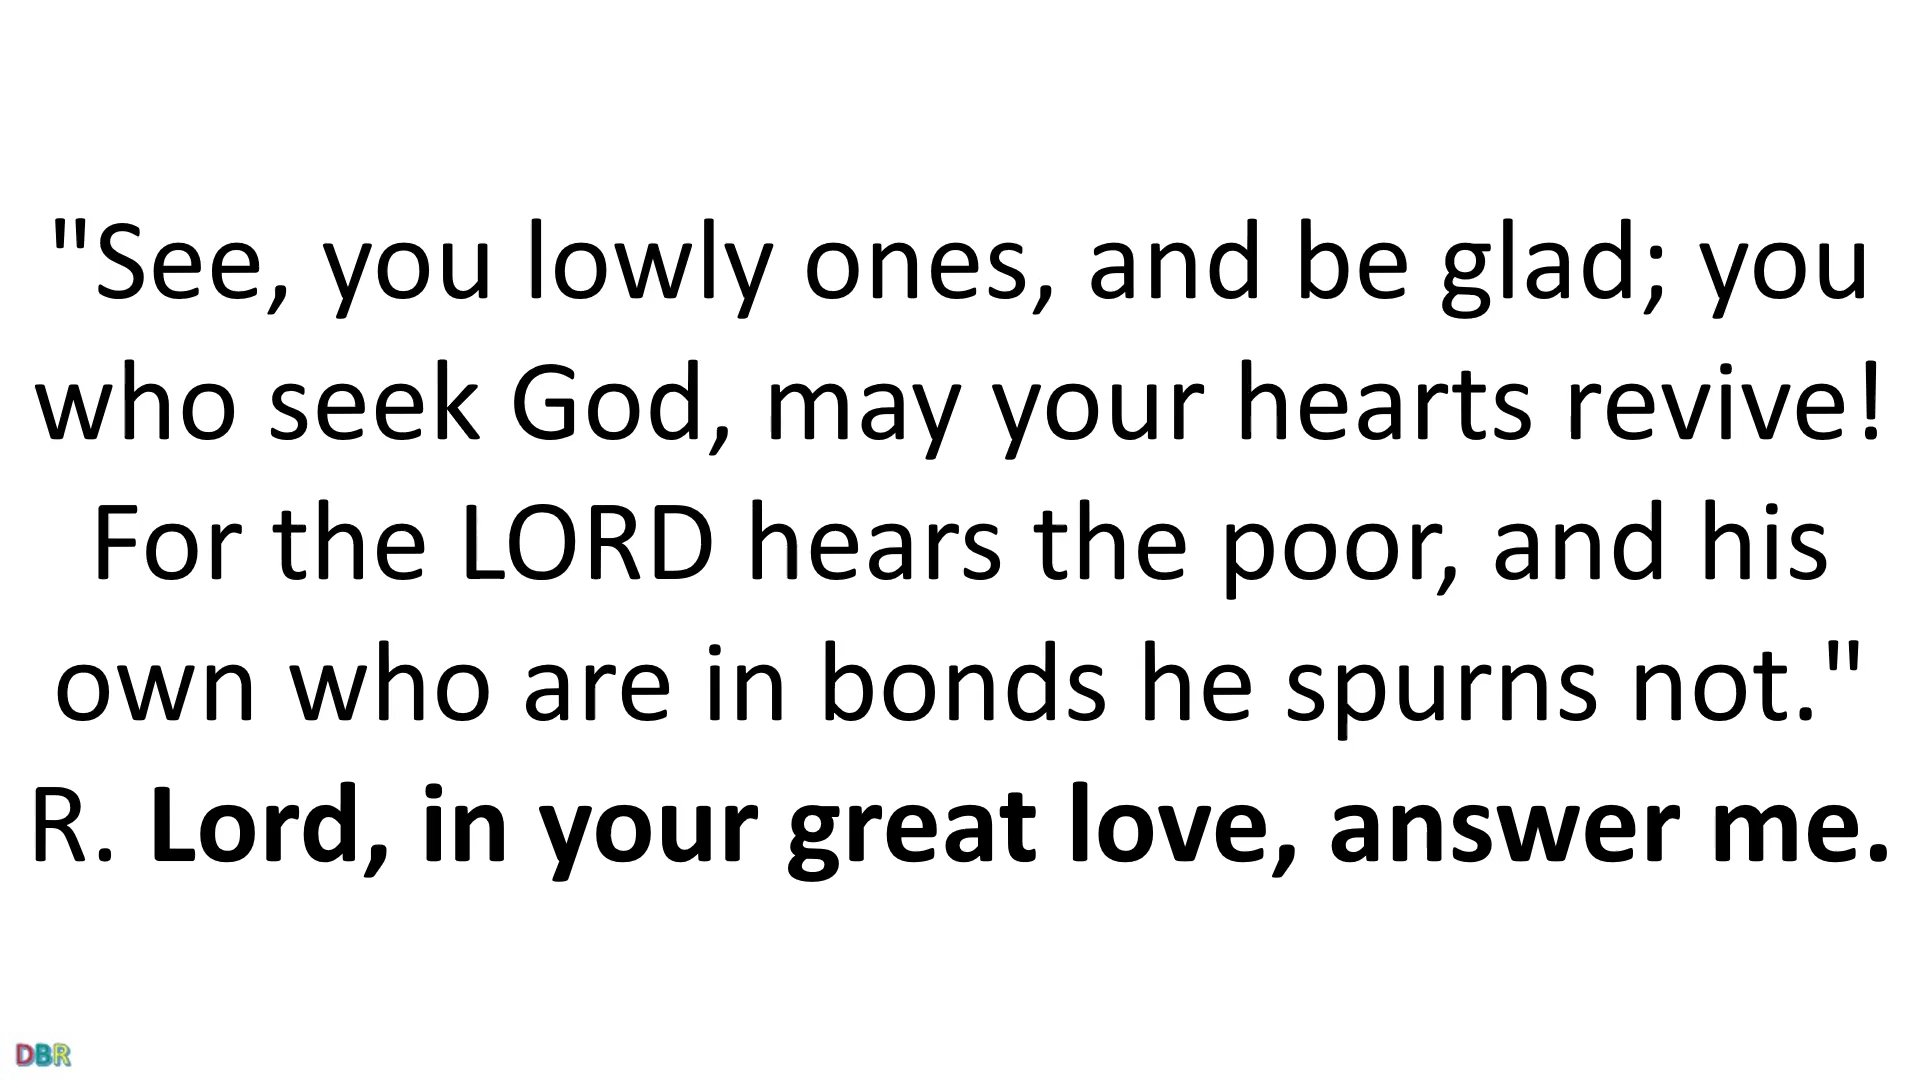 "See, you lowly ones, and be glad; you
who seek God, may your hearts revive!
For the LORD hears the poor, and his
own who are in bonds he spurns not."
R. Lord, in your great love, answer me.
DBR